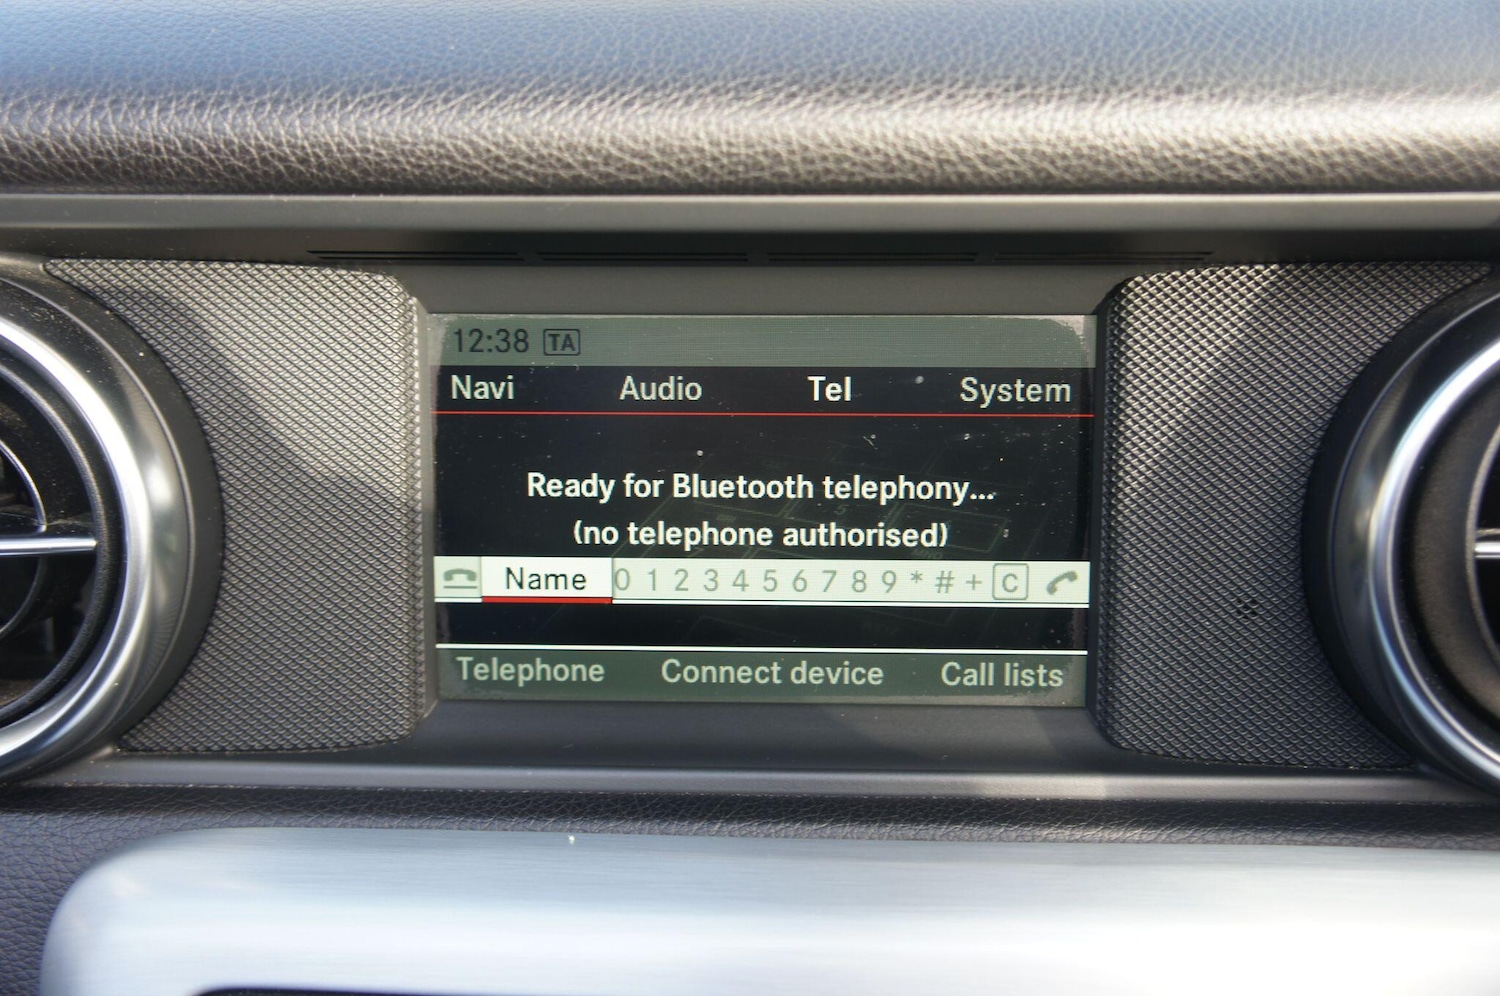 12:38 TA
Navi Audio Tel System
Ready for Bluetooth telephony...
(no telephone authorised)
Name 0 1 2 3 4 5 6 7 8 9 * # + C
Telephone Connect device Call lists